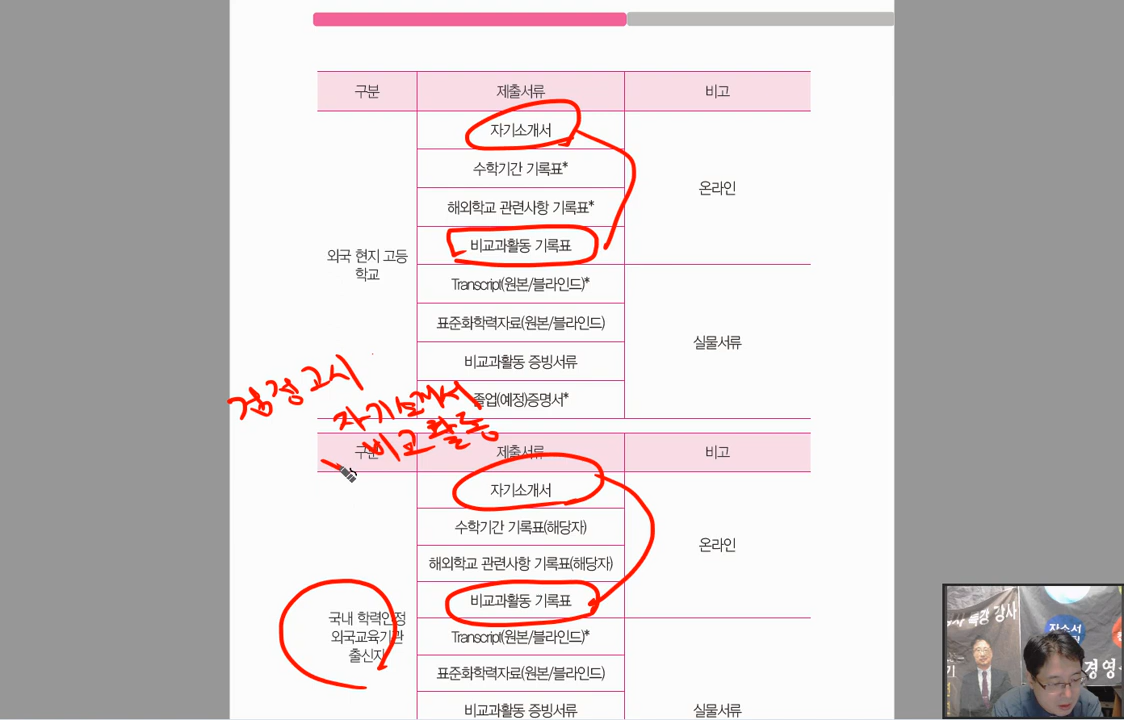 구분 제출서류 비고
자기소개서
수학기간 기록표*
온라인
해외학교 관련사항 기록표*
비교과활동 기록표
외국 현지 고등
학교
Transcript(원본/블라인드)*
표준화학력자료(원본/블라인드)
실물서류
비교과활동 증빙서류
졸업(예정)증명서*
검정고시
자기소개서
비교활동
구분 제출서류 비고
자기소개서
수학기간 기록표(해당자)
온라인
해외학교 관련사항 기록표(해당자)
비교과활동 기록표
국내 학력인정
외국교육기관
출신자
Transcript(원본/블라인드)*
표준화학력자료(원본/블라인드)
비교과활동 증빙서류
실물서류
특강 강사
자소서
경영